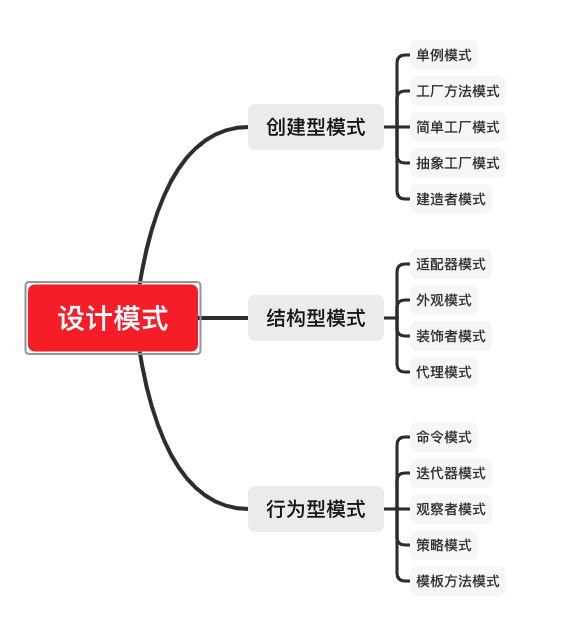 设计模式
创建型模式
单例模式
工厂方法模式
简单工厂模式
抽象工厂模式
建造者模式
结构型模式
适配器模式
外观模式
装饰者模式
代理模式
行为型模式
命令模式
迭代器模式
观察者模式
策略模式
模板方法模式